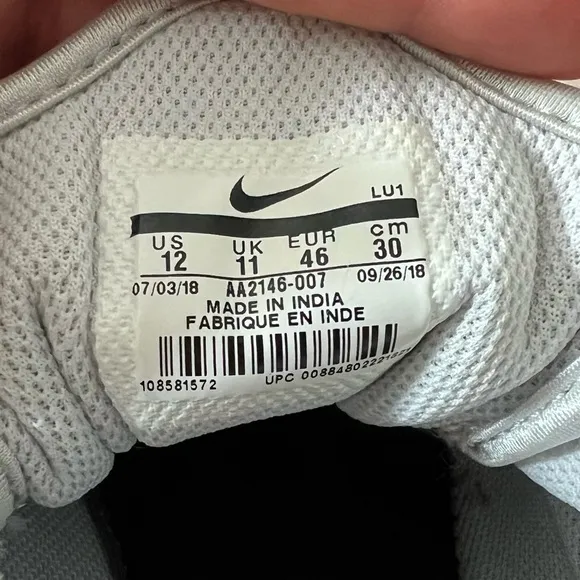 LU1
US UK EUR cm
12 11 46 30
07/03/18 AA2146-007 09/26/18
MADE IN INDIA
FABRIQUE EN INDE
108581572 UPC